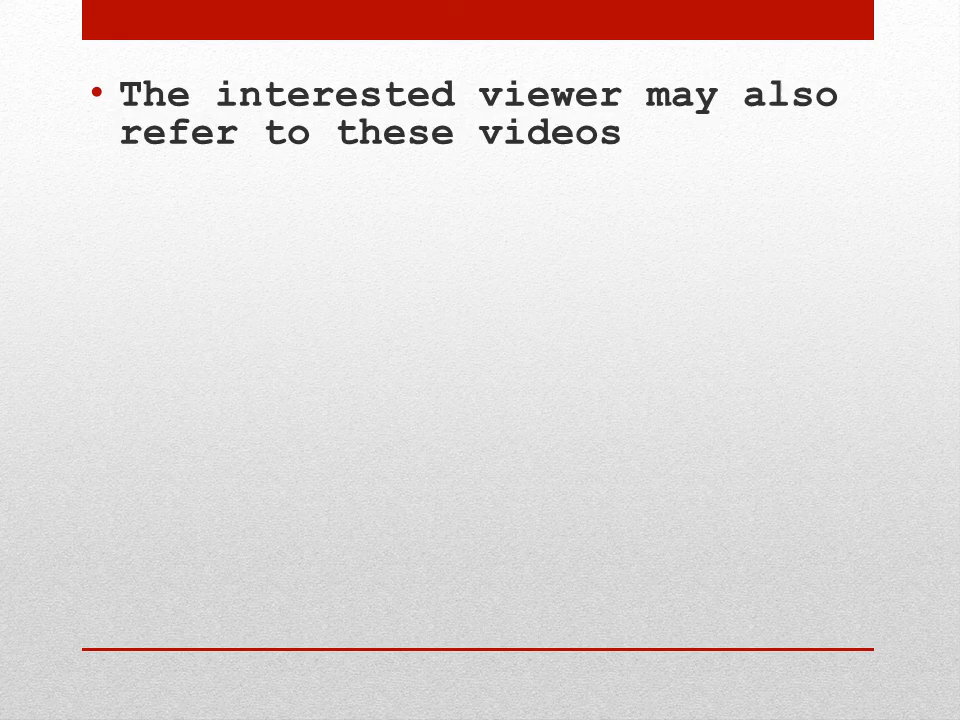 • The interested viewer may also
refer to these videos